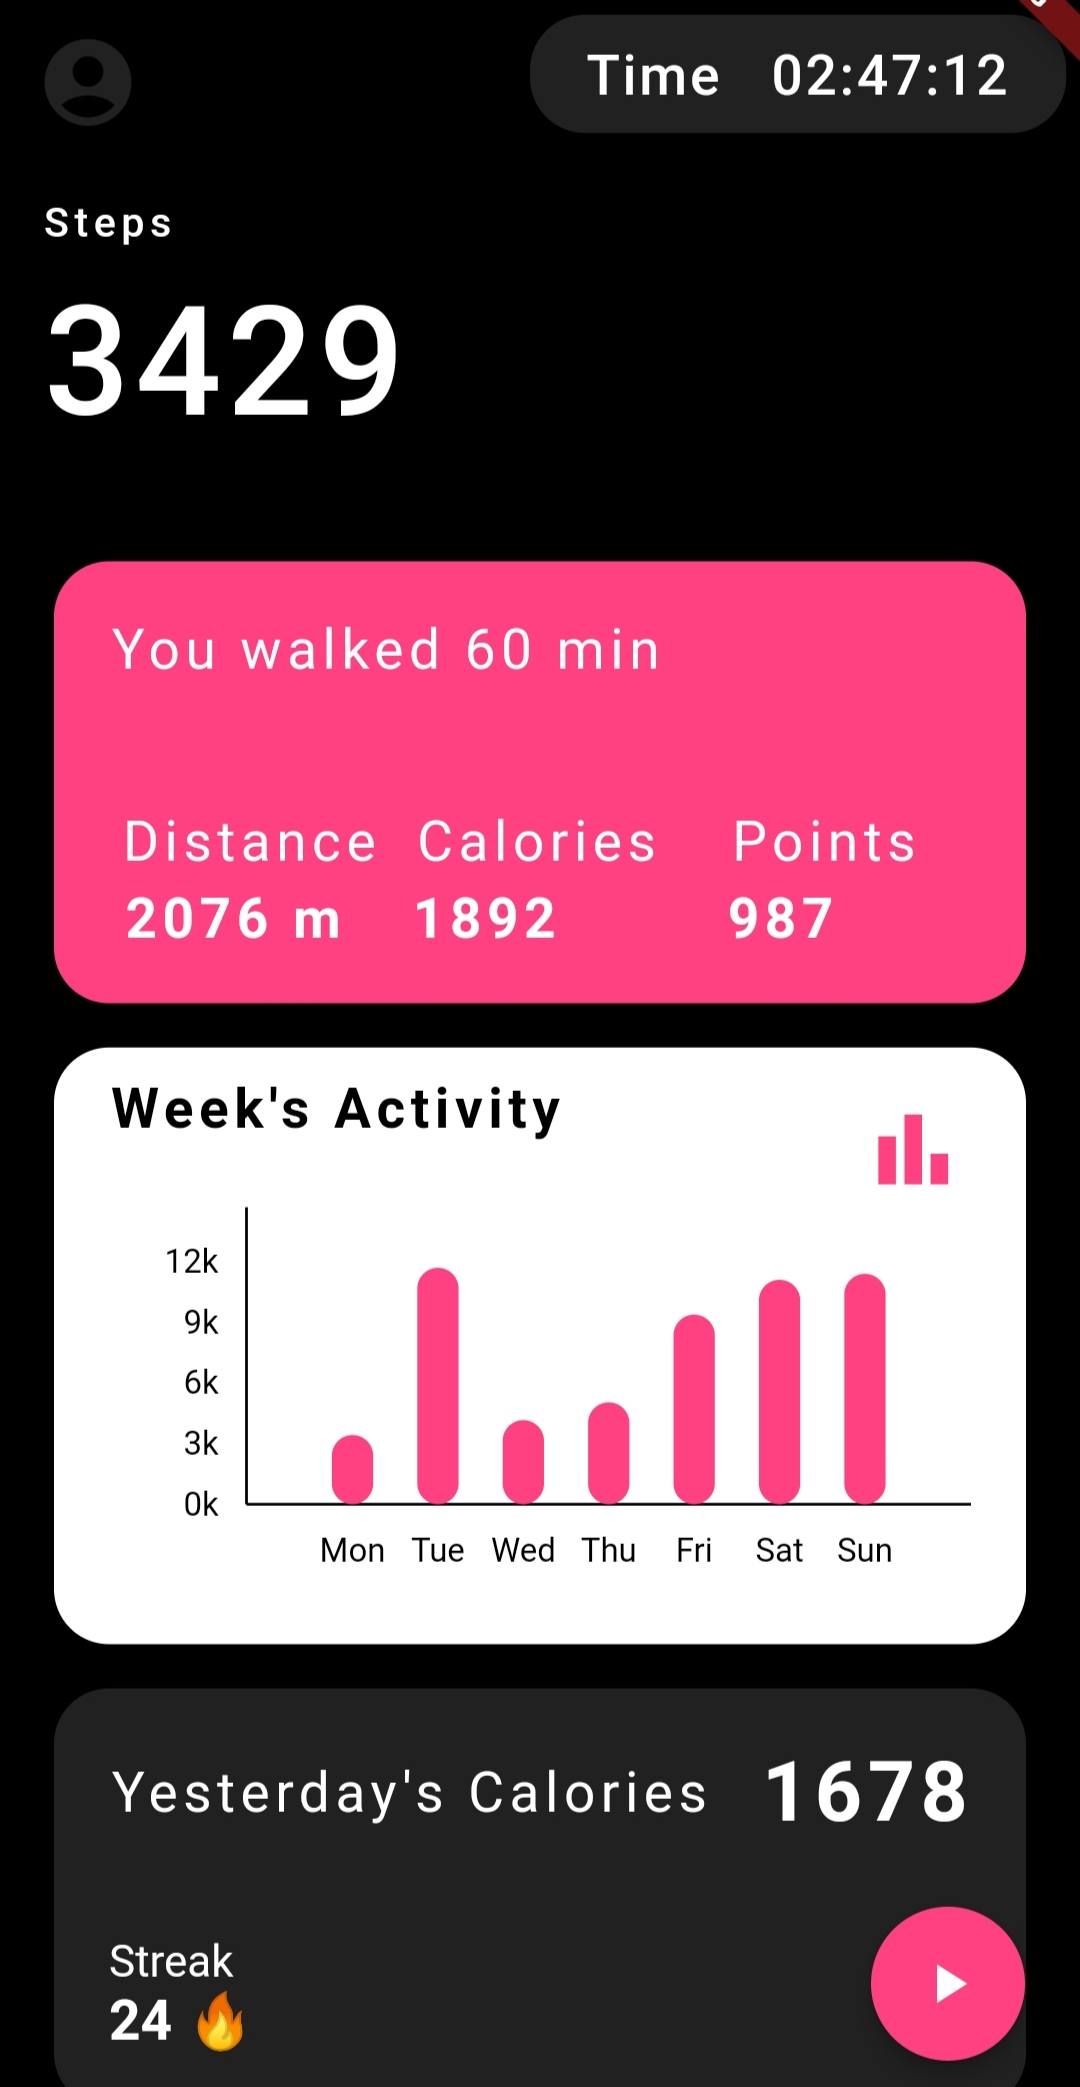 Time 02:47:12
Steps
3429
You walked 60 min
Distance Calories Points
2076 m 1892 987
Week's Activity
12k
9k
6k
3k
0k
Mon Tue Wed Thu Fri Sat Sun
Yesterday's Calories 1678
Streak
24 🔥